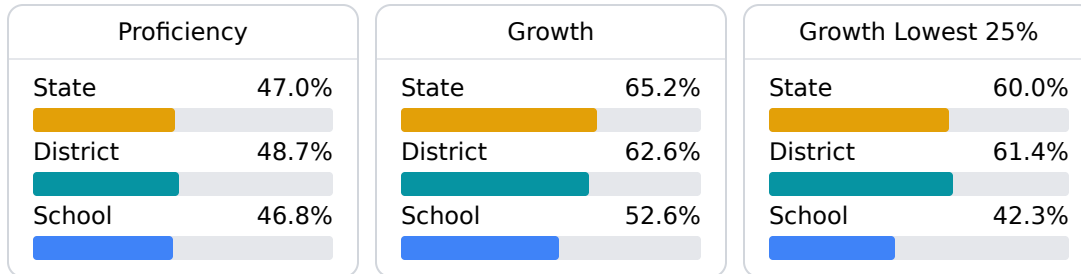 Proficiency
State 47.0%
District 48.7%
School 46.8%
Growth
State 65.2%
District 62.6%
School 52.6%
Growth Lowest 25%
State 60.0%
District 61.4%
School 42.3%